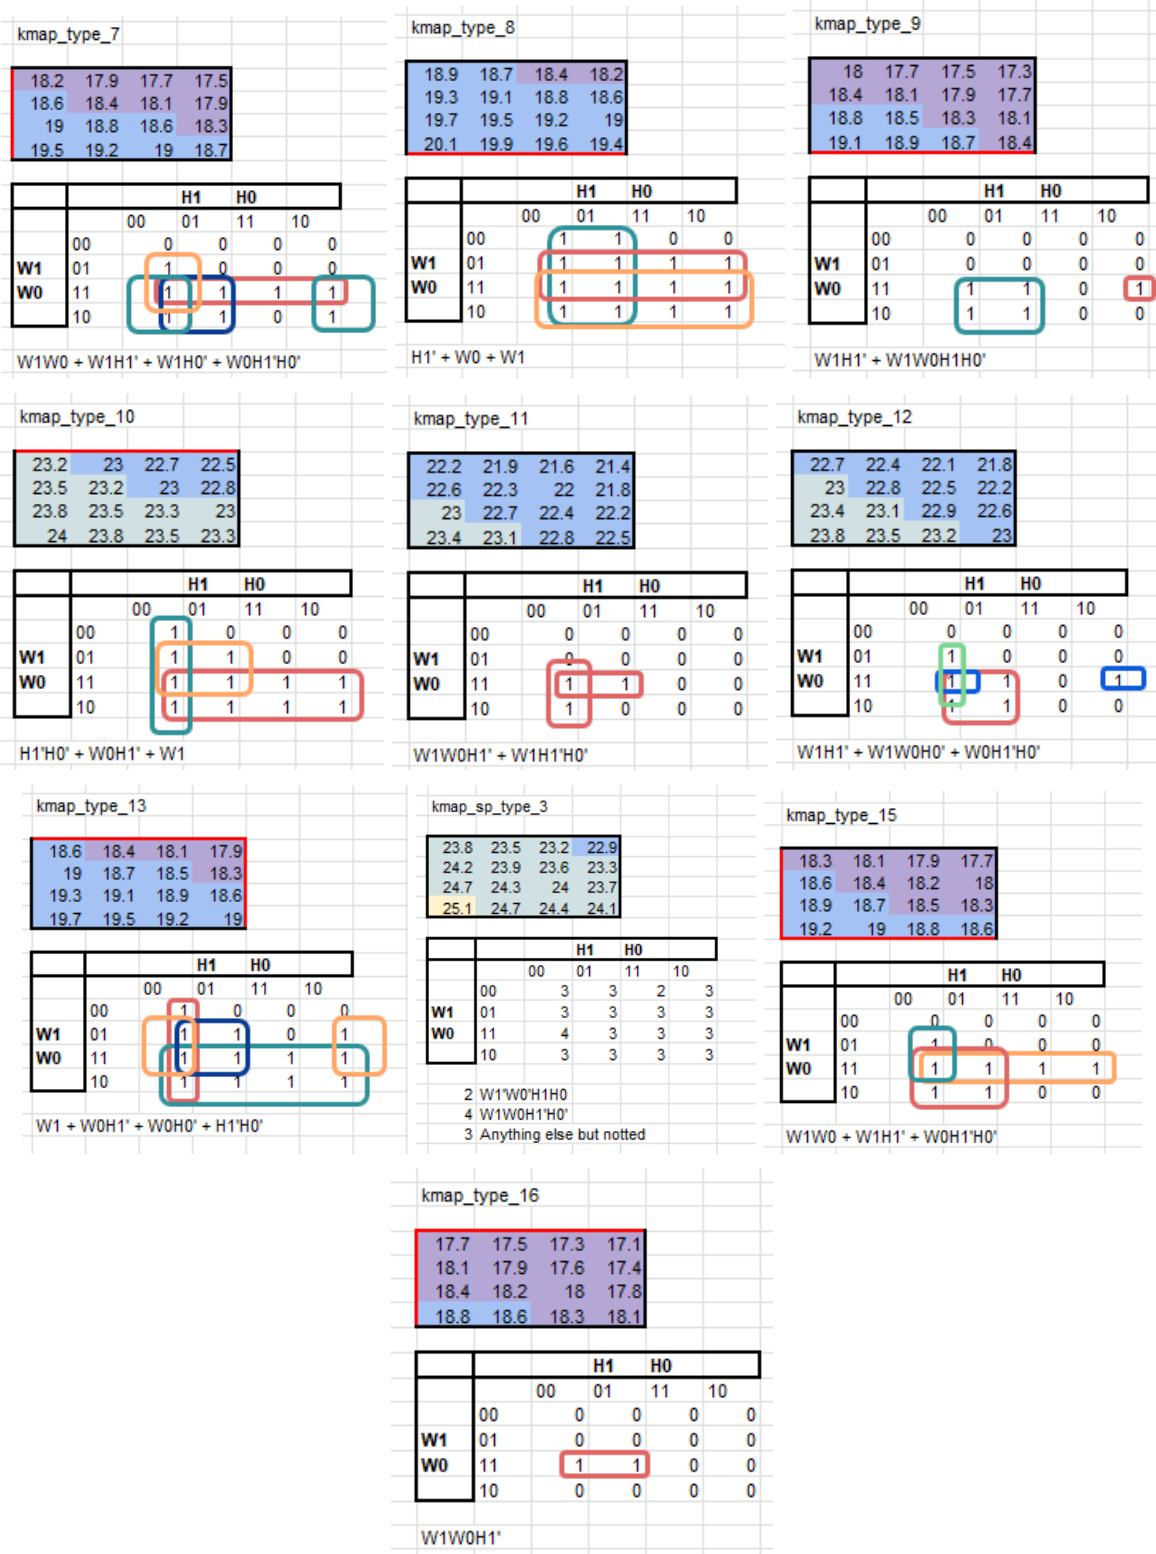 kmap_type_7
18.2 17.9 17.7 17.5
18.6 18.4 18.1 17.9
19 18.8 18.6 18.3
19.5 19.2 19 18.7
H1 H0
00 01 11 10
00 0 0 0 0
W1 01 1 0 0 0
W0 11 1 1 1 1
10 1 1 0 1
W1W0 + W1H1' + W1H0' + W0H1'H0'
kmap_type_8
18.9 18.7 18.4 18.2
19.3 19.1 18.8 18.6
19.7 19.5 19.2 19
20.1 19.9 19.6 19.4
H1 H0
00 01 11 10
00 1 1 0 0
W1 01 1 1 1 1
W0 11 1 1 1 1
10 1 1 1 1
H1' + W0 + W1
kmap_type_9
18 17.7 17.5 17.3
18.4 18.1 17.9 17.7
18.8 18.5 18.3 18.1
19.1 18.9 18.7 18.4
H1 H0
00 01 11 10
00 0 0 0 0
W1 01 0 0 0 0
W0 11 1 1 0 1
10 1 1 0 0
W1H1' + W1W0H1H0'
kmap_type_10
23.2 23 22.7 22.5
23.5 23.2 23 22.8
23.8 23.5 23.3 23
24 23.8 23.5 23.3
H1 H0
00 01 11 10
00 1 0 0 0
W1 01 1 1 0 0
W0 11 1 1 1 1
10 1 1 1 1
H1'H0' + W0H1' + W1
kmap_type_11
22.2 21.9 21.6 21.4
22.6 22.3 22 21.8
23 22.7 22.4 22.2
23.4 23.1 22.8 22.5
H1 H0
00 01 11 10
00 0 0 0 0
W1 01 0 0 0 0
W0 11 1 1 0 0
10 1 0 0 0
W1W0H1' + W1H1'H0'
kmap_type_12
22.7 22.4 22.1 21.8
23 22.8 22.5 22.2
23.4 23.1 22.9 22.6
23.8 23.5 23.2 23
H1 H0
00 01 11 10
00 0 0 0 0
W1 01 1 0 0 0
W0 11 1 1 0 1
10 1 1 0 0
W1H1' + W1W0H0' + W0H1'H0'
kmap_type_13
18.6 18.4 18.1 17.9
19 18.7 18.5 18.3
19.3 19.1 18.9 18.6
19.7 19.5 19.2 19
H1 H0
00 01 11 10
00 1 0 0 0
W1 01 1 1 0 1
W0 11 1 1 1 1
10 1 1 1 1
W1 + W0H1' + W0H0' + H1'H0'
kmap_sp_type_3
23.8 23.5 23.2 22.9
24.2 23.9 23.6 23.3
24.7 24.3 24 23.7
25.1 24.7 24.4 24.1
H1 H0
00 01 11 10
00 3 3 2 3
W1 01 3 3 3 3
W0 11 4 3 3 3
10 3 3 3 3
2 W1'W0'H1H0
4 W1W0H1'H0'
3 Anything else but notted
kmap_type_15
18.3 18.1 17.9 17.7
18.6 18.4 18.2 18
18.9 18.7 18.5 18.3
19.2 19 18.8 18.6
H1 H0
00 01 11 10
00 0 0 0 0
W1 01 1 0 0 0
W0 11 1 1 1 1
10 1 1 0 0
W1W0 + W1H1' + W0H1'H0'
kmap_type_16
17.7 17.5 17.3 17.1
18.1 17.9 17.6 17.4
18.4 18.2 18 17.8
18.8 18.6 18.3 18.1
H1 H0
00 01 11 10
00 0 0 0 0
W1 01 0 0 0 0
W0 11 1 1 0 0
10 0 0 0 0
W1W0H1'